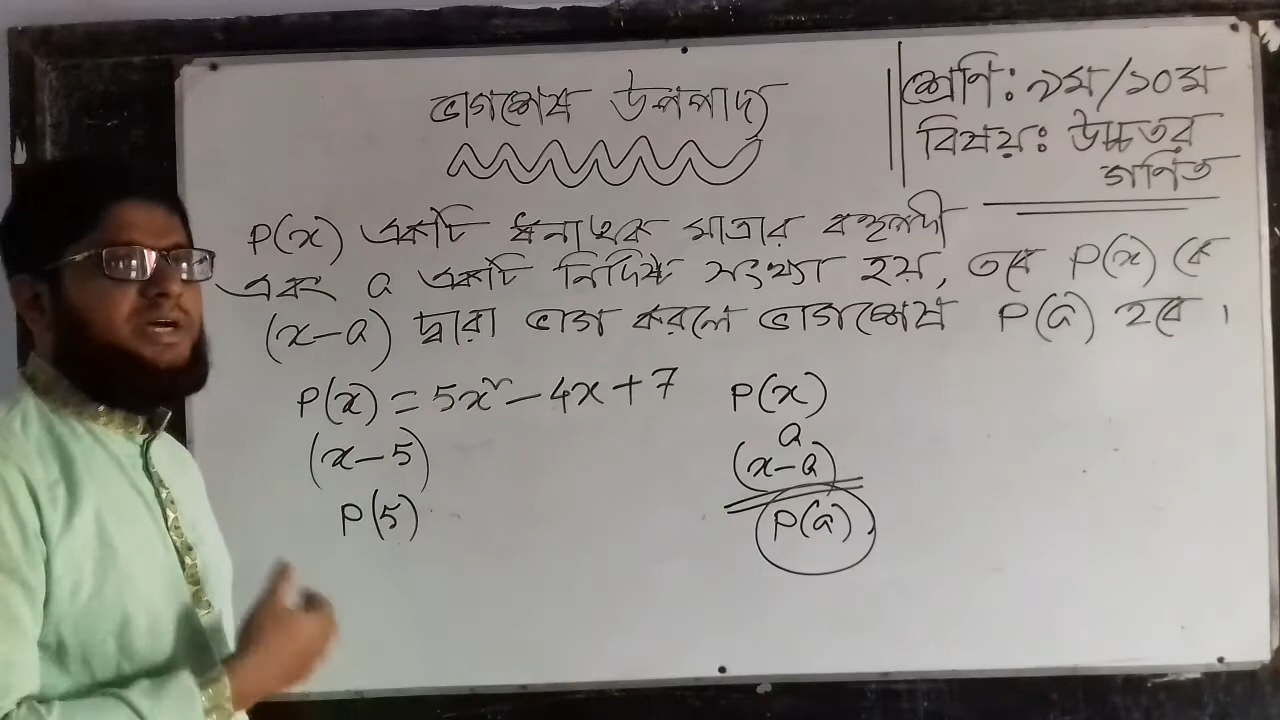 ভাগশেষ উপপাদ্য
শ্রেণি: ৯ম/১০ম
বিষয়: উচ্চতর
গণিত
P(x) একটি ধনাত্মক মাত্রার বহুপদী
এবং a একটি নির্দিষ্ট সংখ্যা হয়, তবে P(x) কে
(x-a) দ্বারা ভাগ করলে ভাগশেষ P(a) হবে।
P(x) = 5x² - 4x + 7
(x-5)
P(5)
P(x)
a
(x-a)
P(a)